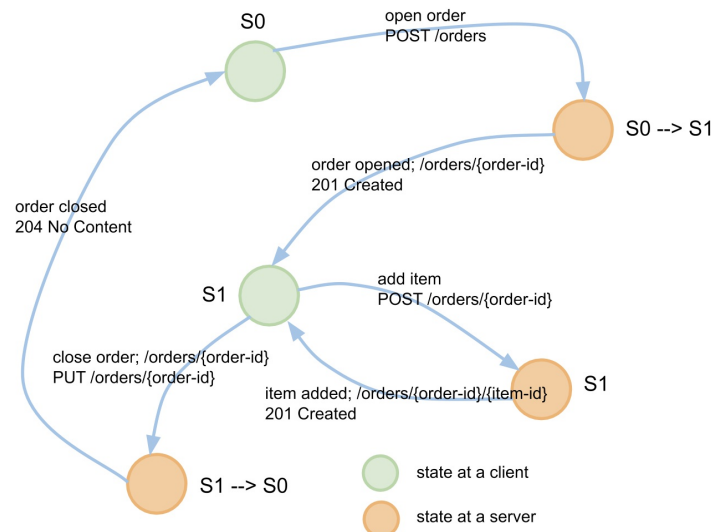 S0
open order
POST /orders
S0 --> S1
order opened; /orders/{order-id}
201 Created
order closed
204 No Content
S1
add item
POST /orders/{order-id}
close order; /orders/{order-id}
PUT /orders/{order-id}
S1
item added; /orders/{order-id}/{item-id}
201 Created
S1 --> S0
state at a client
state at a server